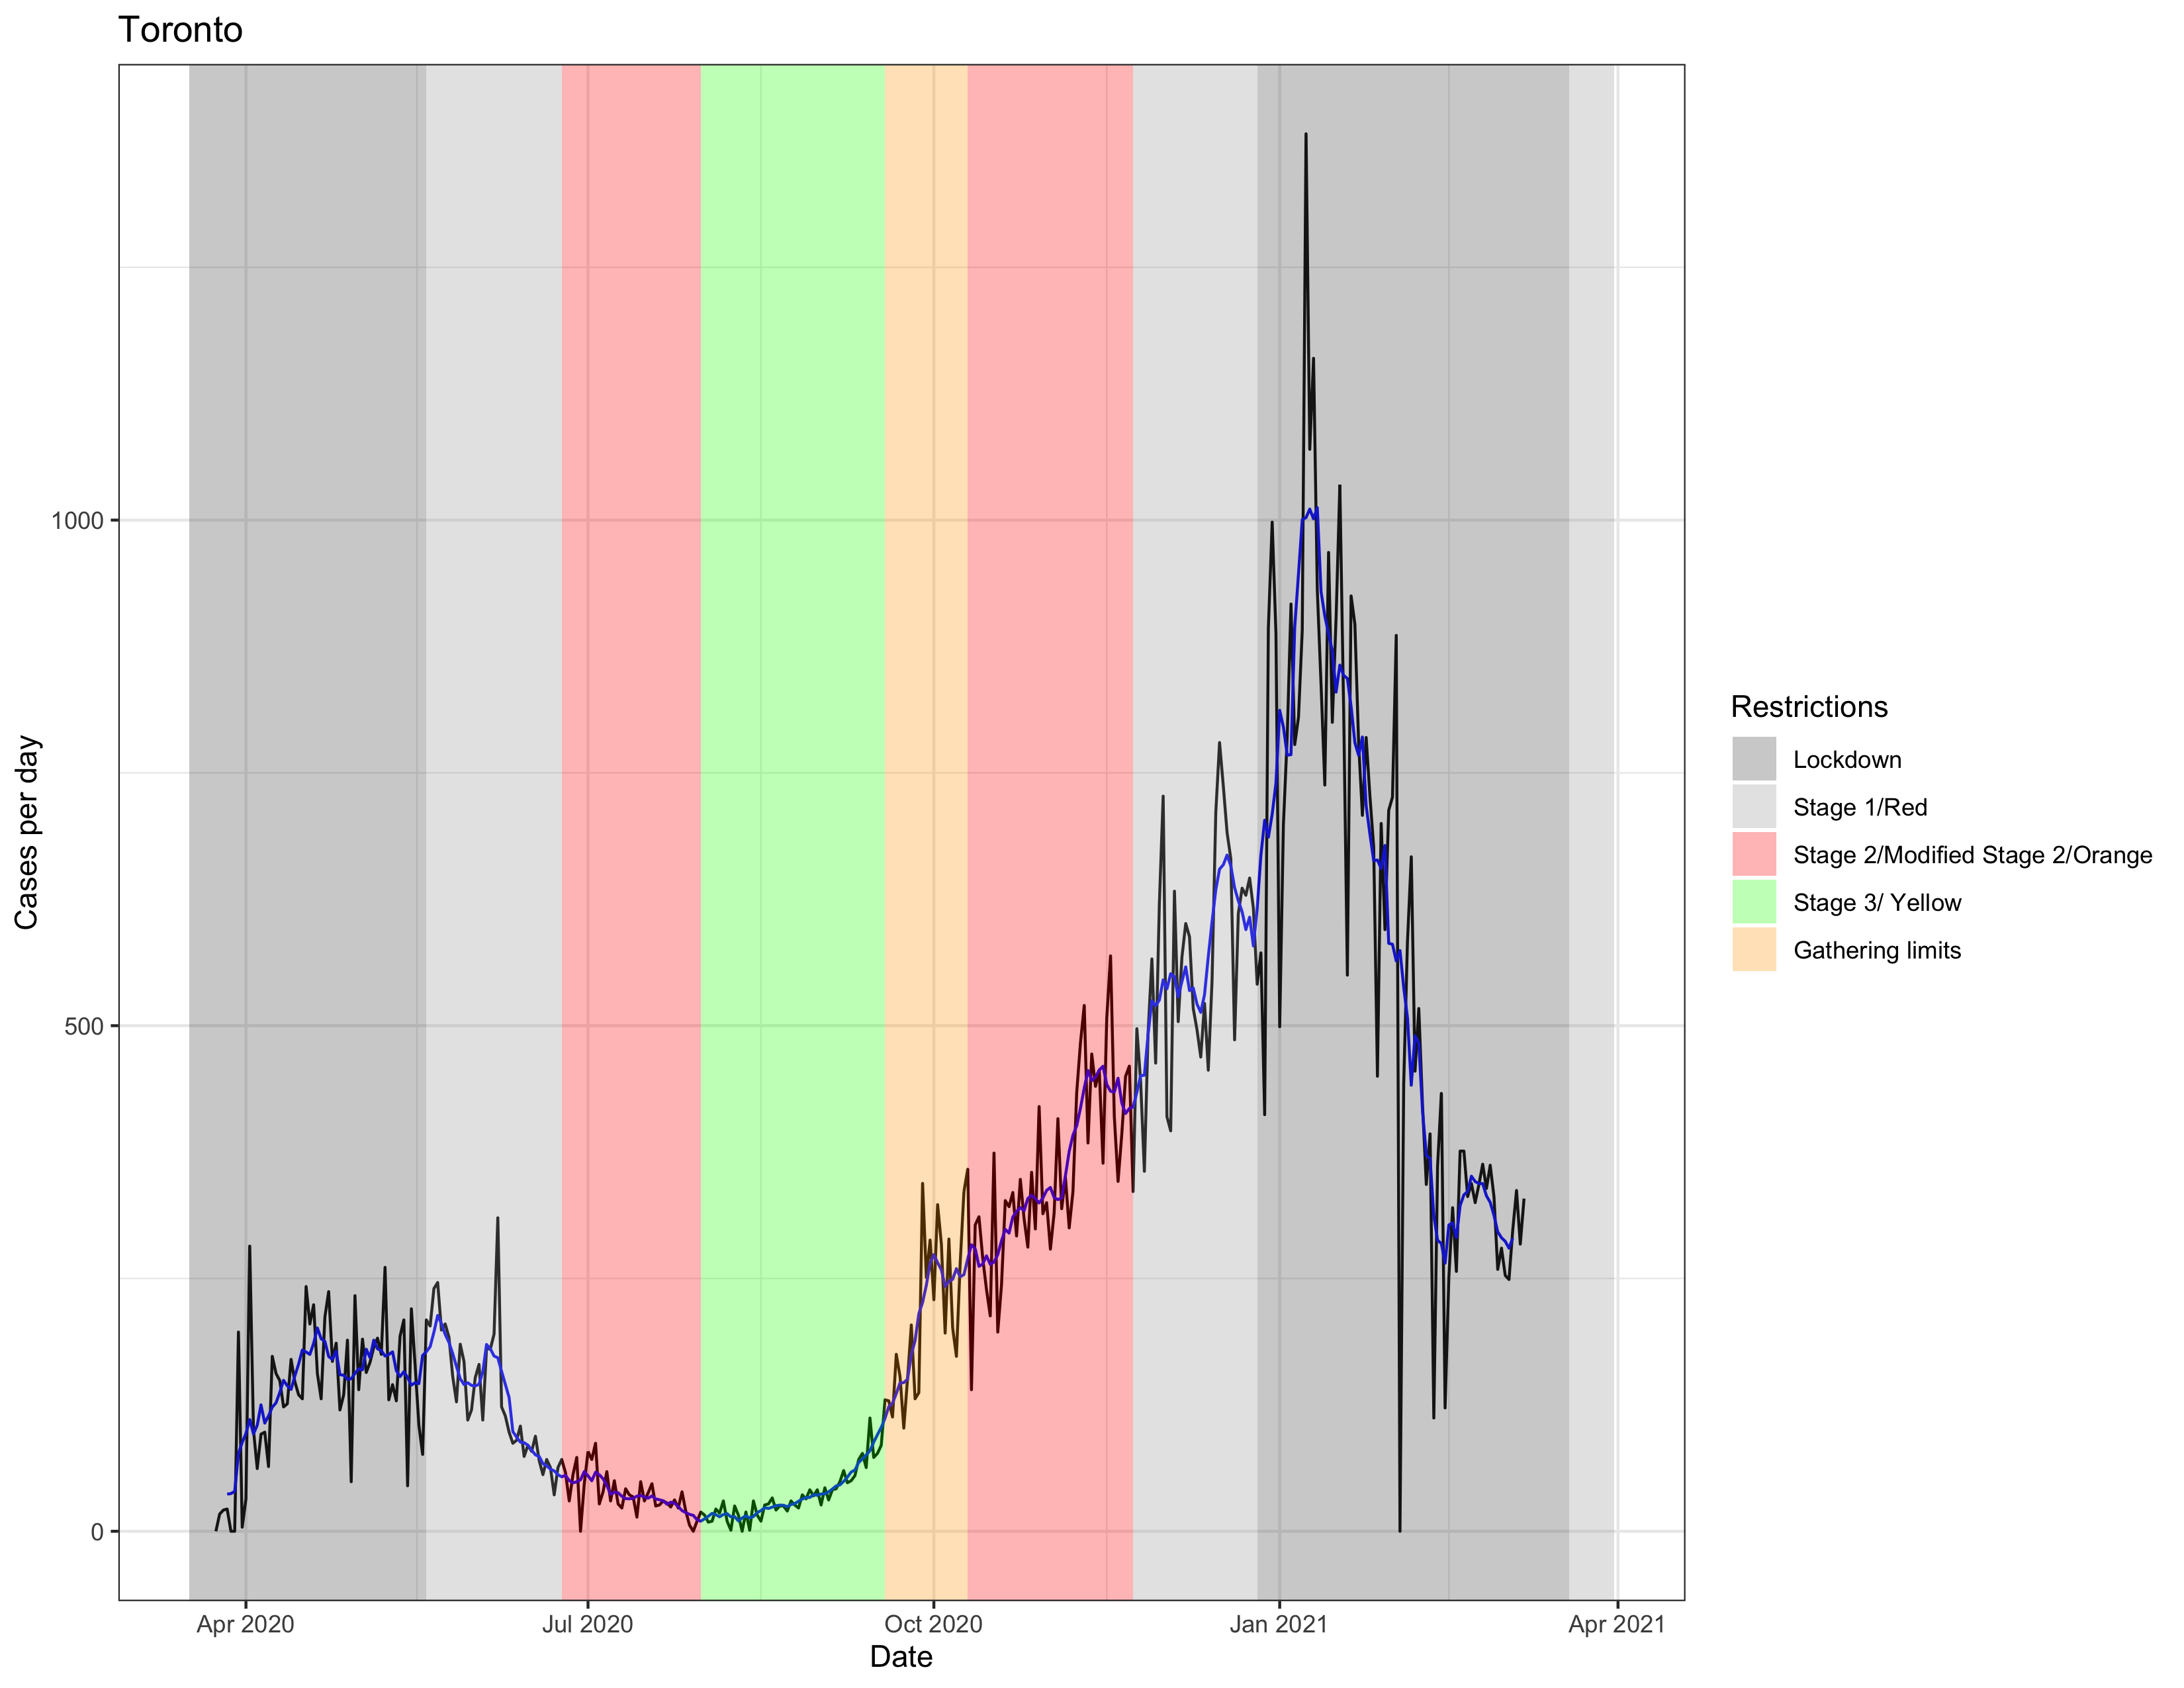 Toronto
Cases per day
1000
500
0
Apr 2020
Jul 2020
Oct 2020
Jan 2021
Apr 2021
Date
Restrictions
Lockdown
Stage 1/Red
Stage 2/Modified Stage 2/Orange
Stage 3/ Yellow
Gathering limits